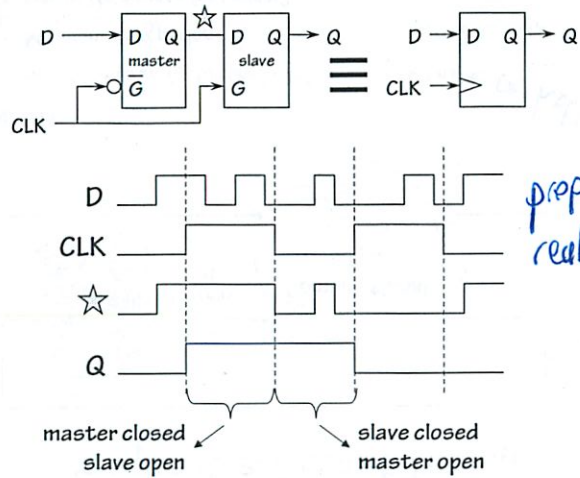 ☆
D D Q D Q Q D D Q Q
master slave
G̅ G CLK
CLK
D
CLK
☆
Q
master closed slave closed
slave open master open